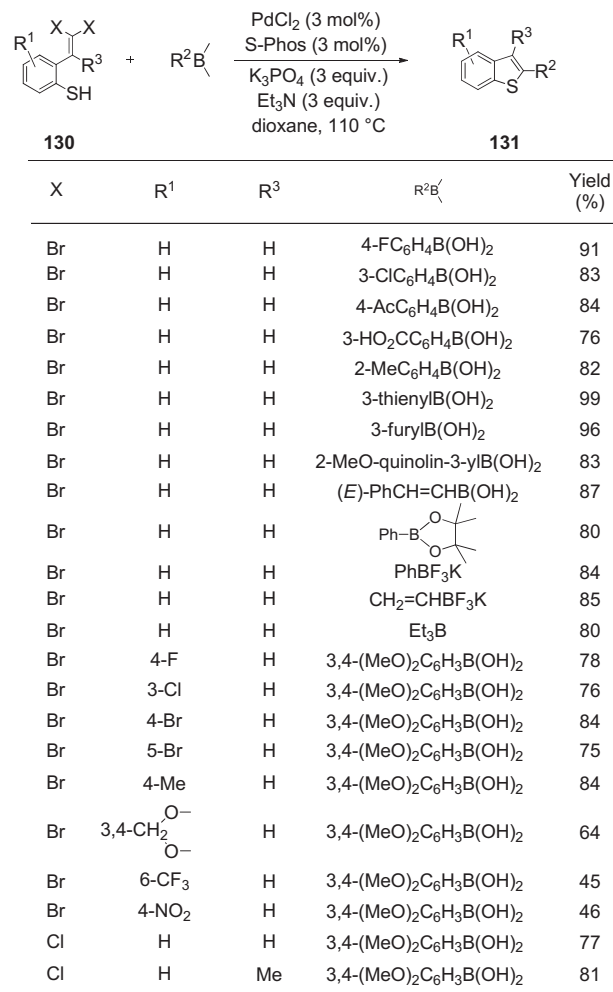 X X
R1
R3
SH
130
+
R2B
PdCl2 (3 mol%)
S-Phos (3 mol%)
K3PO4 (3 equiv.)
Et3N (3 equiv.)
dioxane, 110 °C
R1
R3
R2
S
131
X R1 R3 R2B Yield (%)
Br H H 4-FC6H4B(OH)2 91
Br H H 3-ClC6H4B(OH)2 83
Br H H 4-AcC6H4B(OH)2 84
Br H H 3-HO2CC6H4B(OH)2 76
Br H H 2-MeC6H4B(OH)2 82
Br H H 3-thienylB(OH)2 99
Br H H 3-furylB(OH)2 96
Br H H 2-MeO-quinolin-3-ylB(OH)2 83
Br H H (E)-PhCH=CHB(OH)2 87
Br H H Ph–B O O 80
Br H H PhBF3K 84
Br H H CH2=CHBF3K 85
Br H H Et3B 80
Br 4-F H 3,4-(MeO)2C6H3B(OH)2 78
Br 3-Cl H 3,4-(MeO)2C6H3B(OH)2 76
Br 4-Br H 3,4-(MeO)2C6H3B(OH)2 84
Br 5-Br H 3,4-(MeO)2C6H3B(OH)2 75
Br 4-Me H 3,4-(MeO)2C6H3B(OH)2 84
Br 3,4-CH2 O– O– H 3,4-(MeO)2C6H3B(OH)2 64
Br 6-CF3 H 3,4-(MeO)2C6H3B(OH)2 45
Br 4-NO2 H 3,4-(MeO)2C6H3B(OH)2 46
Cl H H 3,4-(MeO)2C6H3B(OH)2 77
Cl H Me 3,4-(MeO)2C6H3B(OH)2 81